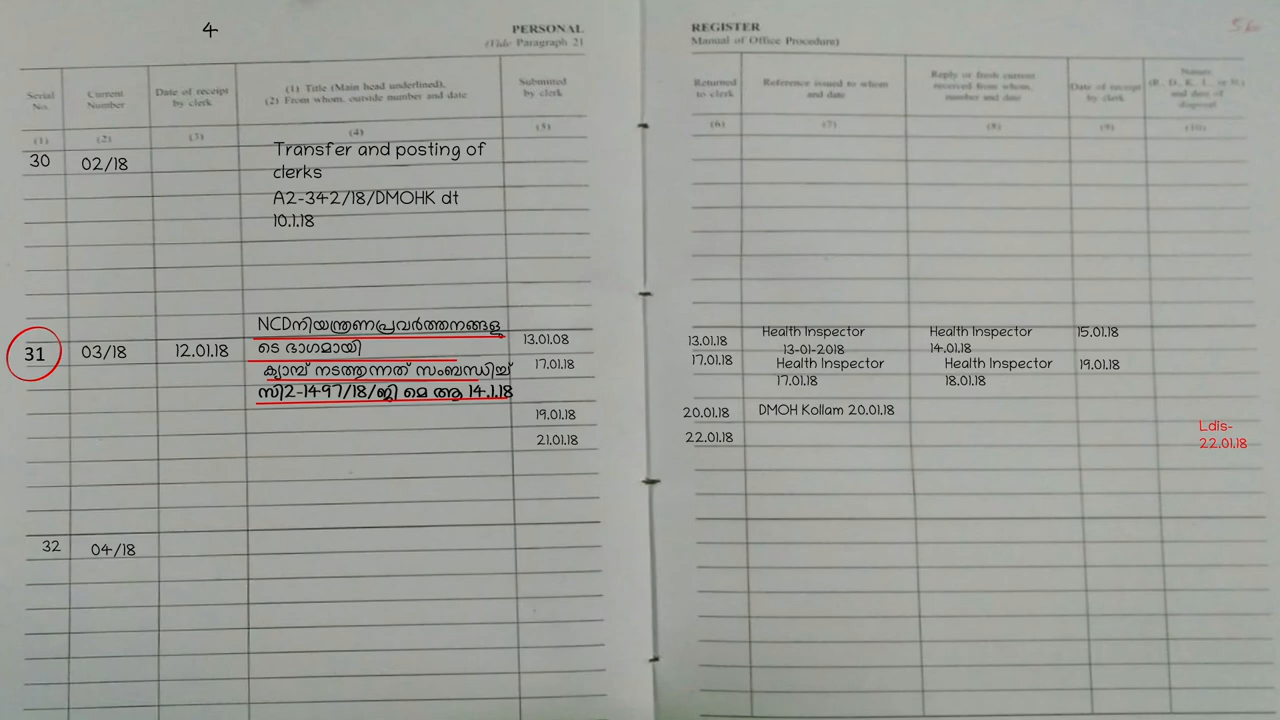 4
PERSONAL
(Vide Paragraph 21
Serial No.
Current Number
Date of receipt by clerk
(1) Title (Main head underlined),
(2) From whom, outside number and date
Submitted by clerk
(1) (2) (3) (4) (5)
30 02/18 Transfer and posting of
clerks
A2-342/18/DMOHK dt
10.1.18
NCDനിയന്ത്രണപ്രവർത്തനങ്ങളു
31 03/18 12.01.18 ടെ ഭാഗമായി 13.01.08
ക്യാമ്പ് നടത്തുന്നത് സംബന്ധിച്ച് 17.01.18
സി2-1497/18/ജി മെ ആ 14.1.18
19.01.18
21.01.18
32 04/18
REGISTER
Manual of Office Procedure)
Returned to clerk
Reference issued to whom and date
Reply or fresh current received from whom, number and date
Date of receipt by clerk
Nature (R., D., K., L. or N.) and date of disposal
(6) (7) (8) (9) (10)
13.01.18 Health Inspector Health Inspector 15.01.18
13-01-2018 14.01.18
17.01.18 Health Inspector Health Inspector 19.01.18
17.01.18 18.01.18
20.01.18 DMOH Kollam 20.01.18
22.01.18 Ldis-
22.01.18